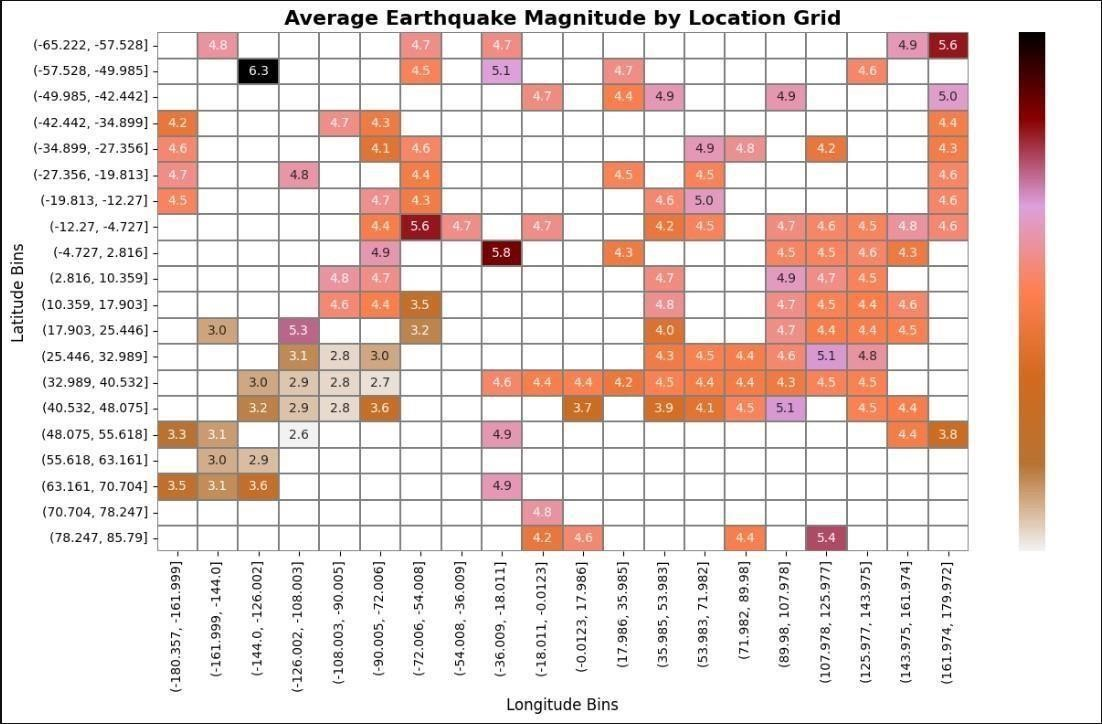 Average Earthquake Magnitude by Location Grid
Latitude Bins
(-65.222, -57.528] 4.8 4.7 4.7 4.9 5.6
(-57.528, -49.985] 6.3 4.5 5.1 4.7 4.6
(-49.985, -42.442] 4.7 4.4 4.9 4.9 5.0
(-42.442, -34.899] 4.2 4.7 4.3 4.4
(-34.899, -27.356] 4.6 4.1 4.6 4.9 4.8 4.2 4.3
(-27.356, -19.813] 4.7 4.8 4.4 4.5 4.5 4.6
(-19.813, -12.27] 4.5 4.7 4.3 4.6 5.0 4.6
(-12.27, -4.727] 4.4 5.6 4.7 4.7 4.2 4.5 4.7 4.6 4.5 4.8 4.6
(-4.727, 2.816] 4.9 5.8 4.3 4.5 4.5 4.6 4.3
(2.816, 10.359] 4.8 4.7 4.7 4.9 4.7 4.5
(10.359, 17.903] 4.6 4.4 3.5 4.8 4.7 4.5 4.4 4.6
(17.903, 25.446] 3.0 5.3 3.2 4.0 4.7 4.4 4.4 4.5
(25.446, 32.989] 3.1 2.8 3.0 4.3 4.5 4.4 4.6 5.1 4.8
(32.989, 40.532] 3.0 2.9 2.8 2.7 4.6 4.4 4.4 4.2 4.5 4.4 4.4 4.3 4.5 4.5
(40.532, 48.075] 3.2 2.9 2.8 3.6 3.7 3.9 4.1 4.5 5.1 4.5 4.4
(48.075, 55.618] 3.3 3.1 2.6 4.9 4.4 3.8
(55.618, 63.161] 3.0 2.9
(63.161, 70.704] 3.5 3.1 3.6 4.9
(70.704, 78.247] 4.8
(78.247, 85.79] 4.2 4.6 4.4 5.4
(-180.357, -161.999]
(-161.999, -144.0]
(-144.0, -126.002]
(-126.002, -108.003]
(-108.003, -90.005]
(-90.005, -72.006]
(-72.006, -54.008]
(-54.008, -36.009]
(-36.009, -18.011]
(-18.011, -0.0123]
(-0.0123, 17.986]
(17.986, 35.985]
(35.985, 53.983]
(53.983, 71.982]
(71.982, 89.98]
(89.98, 107.978]
(107.978, 125.977]
(125.977, 143.975]
(143.975, 161.974]
(161.974, 179.972]
Longitude Bins